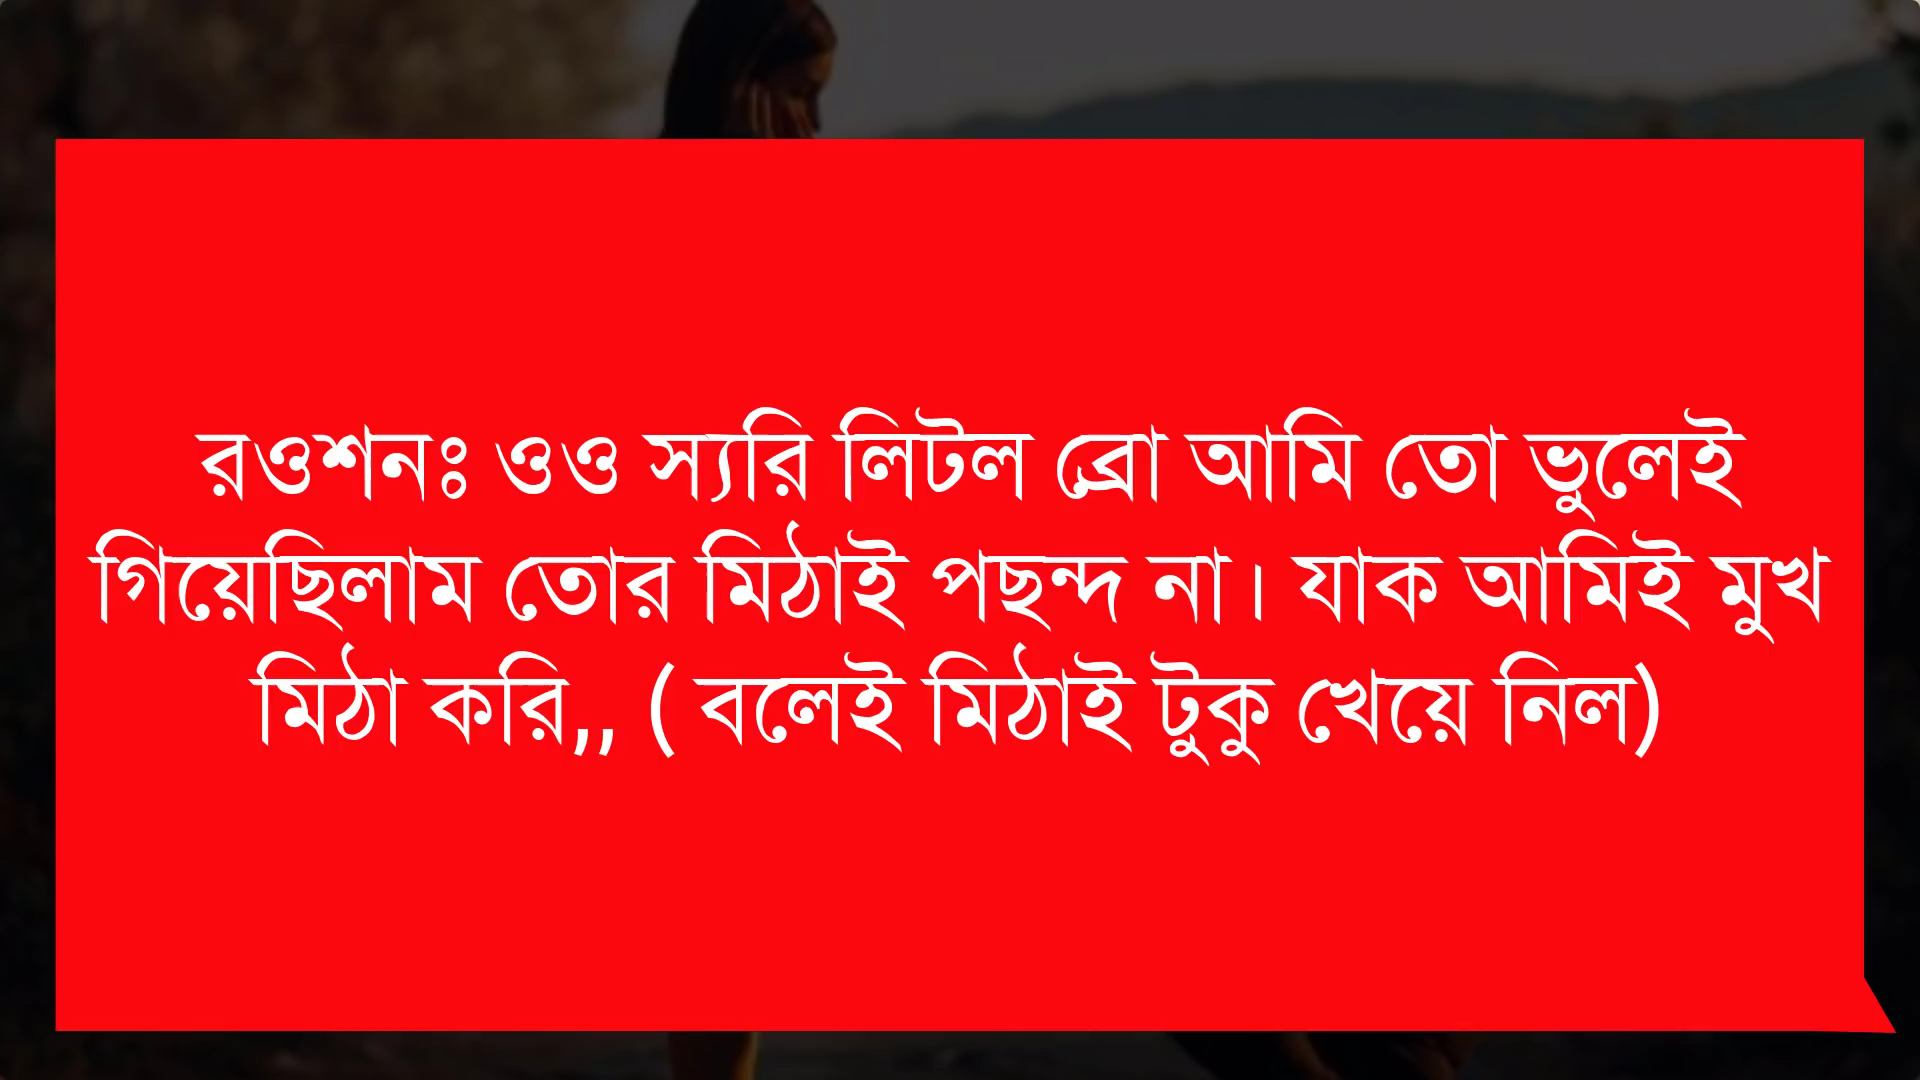 রওশনঃ ওও স্যরি লিটল ব্রো আমি তো ভুলেই
গিয়েছিলাম তোর মিঠাই পছন্দ না। যাক আমিই মুখ
মিঠা করি,, ( বলেই মিঠাই টুকু খেয়ে নিল)